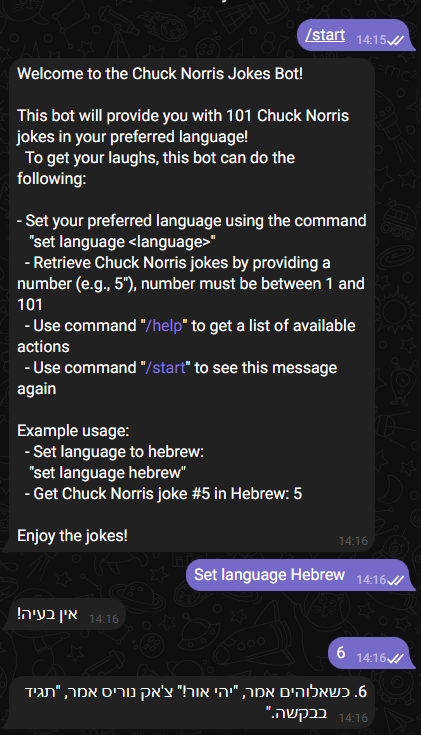 /start 14:15
Welcome to the Chuck Norris Jokes Bot!
This bot will provide you with 101 Chuck Norris
jokes in your preferred language!
To get your laughs, this bot can do the
following:
- Set your preferred language using the command
"set language <language>"
- Retrieve Chuck Norris jokes by providing a
number (e.g., 5"), number must be between 1 and
101
- Use command "/help" to get a list of available
actions
- Use command "/start" to see this message
again
Example usage:
- Set language to hebrew:
"set language hebrew"
- Get Chuck Norris joke #5 in Hebrew: 5
Enjoy the jokes!
14:16
Set language Hebrew 14:16
אין בעיה! 14:16
6 14:16
6. כשאלוהים אמר, "יהי אור!" צ'אק נוריס אמר, "תגיד
בבקשה."
14:16